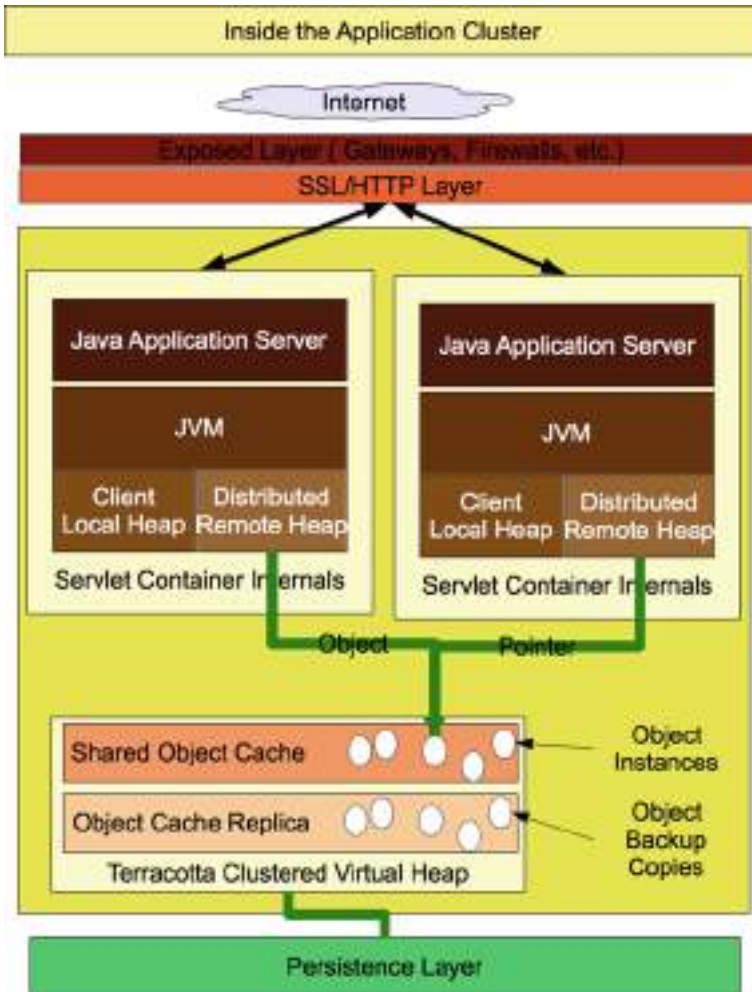 Inside the Application Cluster
Internet
Exposed Layer ( Gateways, Firewalls, etc.)
SSL/HTTP Layer
Java Application Server
JVM
Client
Local Heap
Distributed
Remote Heap
Servlet Container Internals
Java Application Server
JVM
Client
Local Heap
Distributed
Remote Heap
Servlet Container Internals
Object
Pointer
Shared Object Cache
Object
Instances
Object Cache Replica
Object
Backup
Copies
Terracotta Clustered Virtual Heap
Persistence Layer